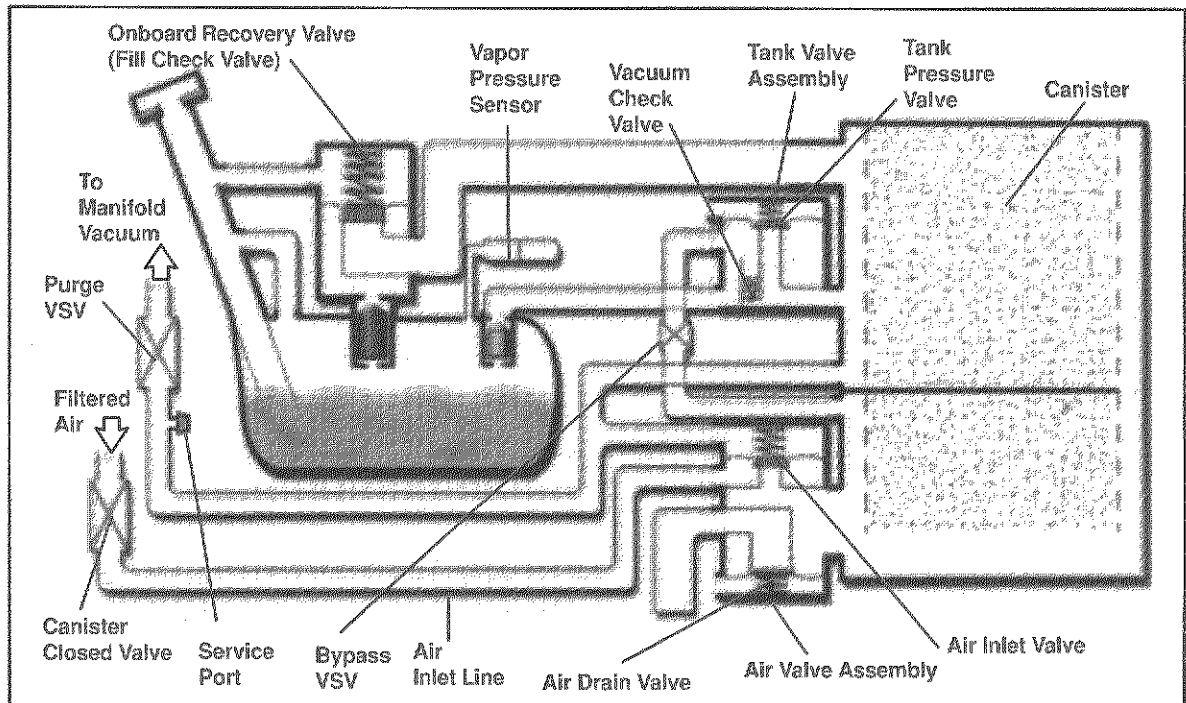 Onboard Recovery Valve
(Fill Check Valve)
Vapor
Pressure
Sensor
Vacuum
Check
Valve
Tank Valve
Assembly
Tank
Pressure
Valve
Canister
To
Manifold
Vacuum
Purge
VSV
Filtered
Air
Canister
Closed Valve
Service
Port
Bypass
VSV
Air
Inlet Line
Air Drain Valve
Air Valve Assembly
Air Inlet Valve